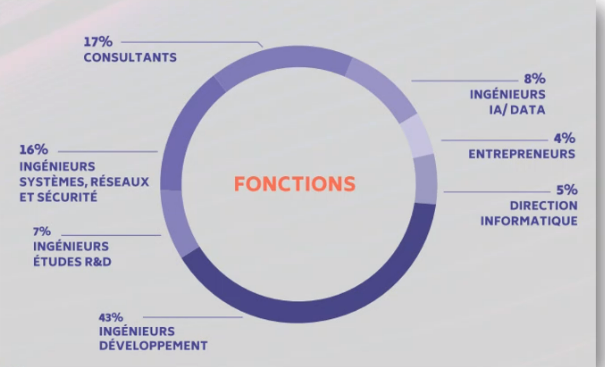 17%
CONSULTANTS
8%
INGÉNIEURS
IA/ DATA
4%
ENTREPRENEURS
5%
DIRECTION
INFORMATIQUE
16%
INGÉNIEURS
SYSTÈMES, RÉSEAUX
ET SÉCURITÉ
FONCTIONS
7%
INGÉNIEURS
ÉTUDES R&D
43%
INGÉNIEURS
DÉVELOPPEMENT